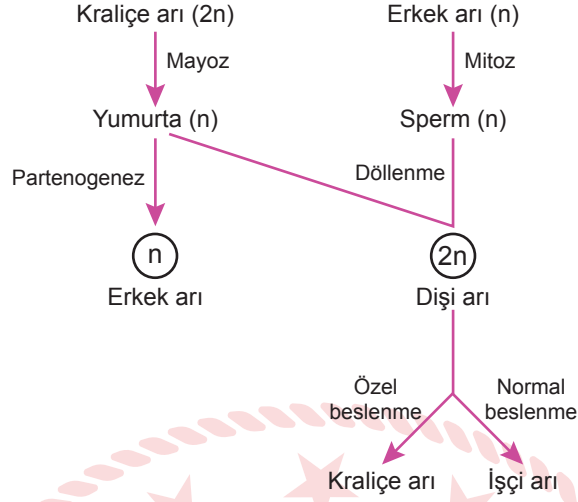 Kraliçe arı (2n)
Erkek arı (n)
Mayoz
Mitoz
Yumurta (n)
Sperm (n)
Partenogenez
Döllenme
n
2n
Erkek arı
Dişi arı
Özel
beslenme
Normal
beslenme
Kraliçe arı
İşçi arı